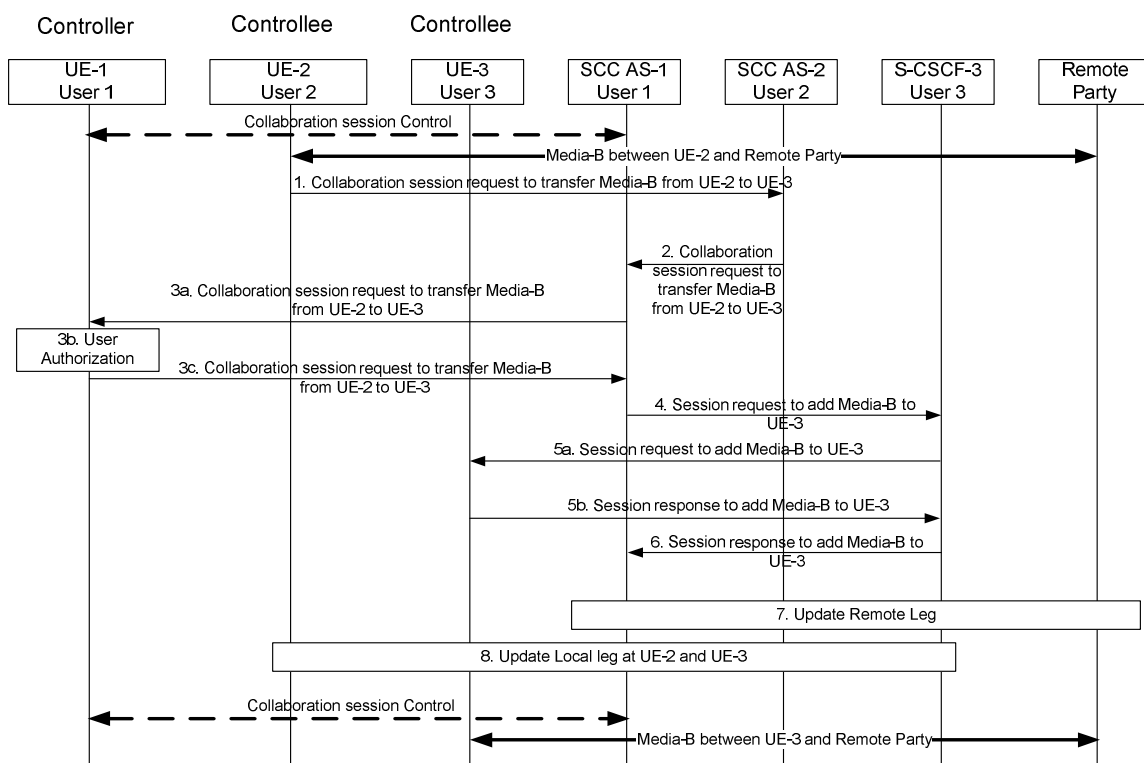 Controller
Controllee
Controllee
UE-1
User 1
UE-2
User 2
UE-3
User 3
SCC AS-1
User 1
SCC AS-2
User 2
S-CSCF-3
User 3
Remote
Party
Collaboration session Control
Media-B between UE-2 and Remote Party
1. Collaboration session request to transfer Media-B from UE-2 to UE-3
2. Collaboration
session request to
transfer Media-B
from UE-2 to UE-3
3a. Collaboration session request to transfer Media-B
from UE-2 to UE-3
3b. User
Authorization
3c. Collaboration session request to transfer Media-B
from UE-2 to UE-3
4. Session request to add Media-B to
UE-3
5a. Session request to add Media-B to UE-3
5b. Session response to add Media-B to UE-3
6. Session response to add Media-B to
UE-3
7. Update Remote Leg
8. Update Local leg at UE-2 and UE-3
Collaboration session Control
Media-B between UE-3 and Remote Party